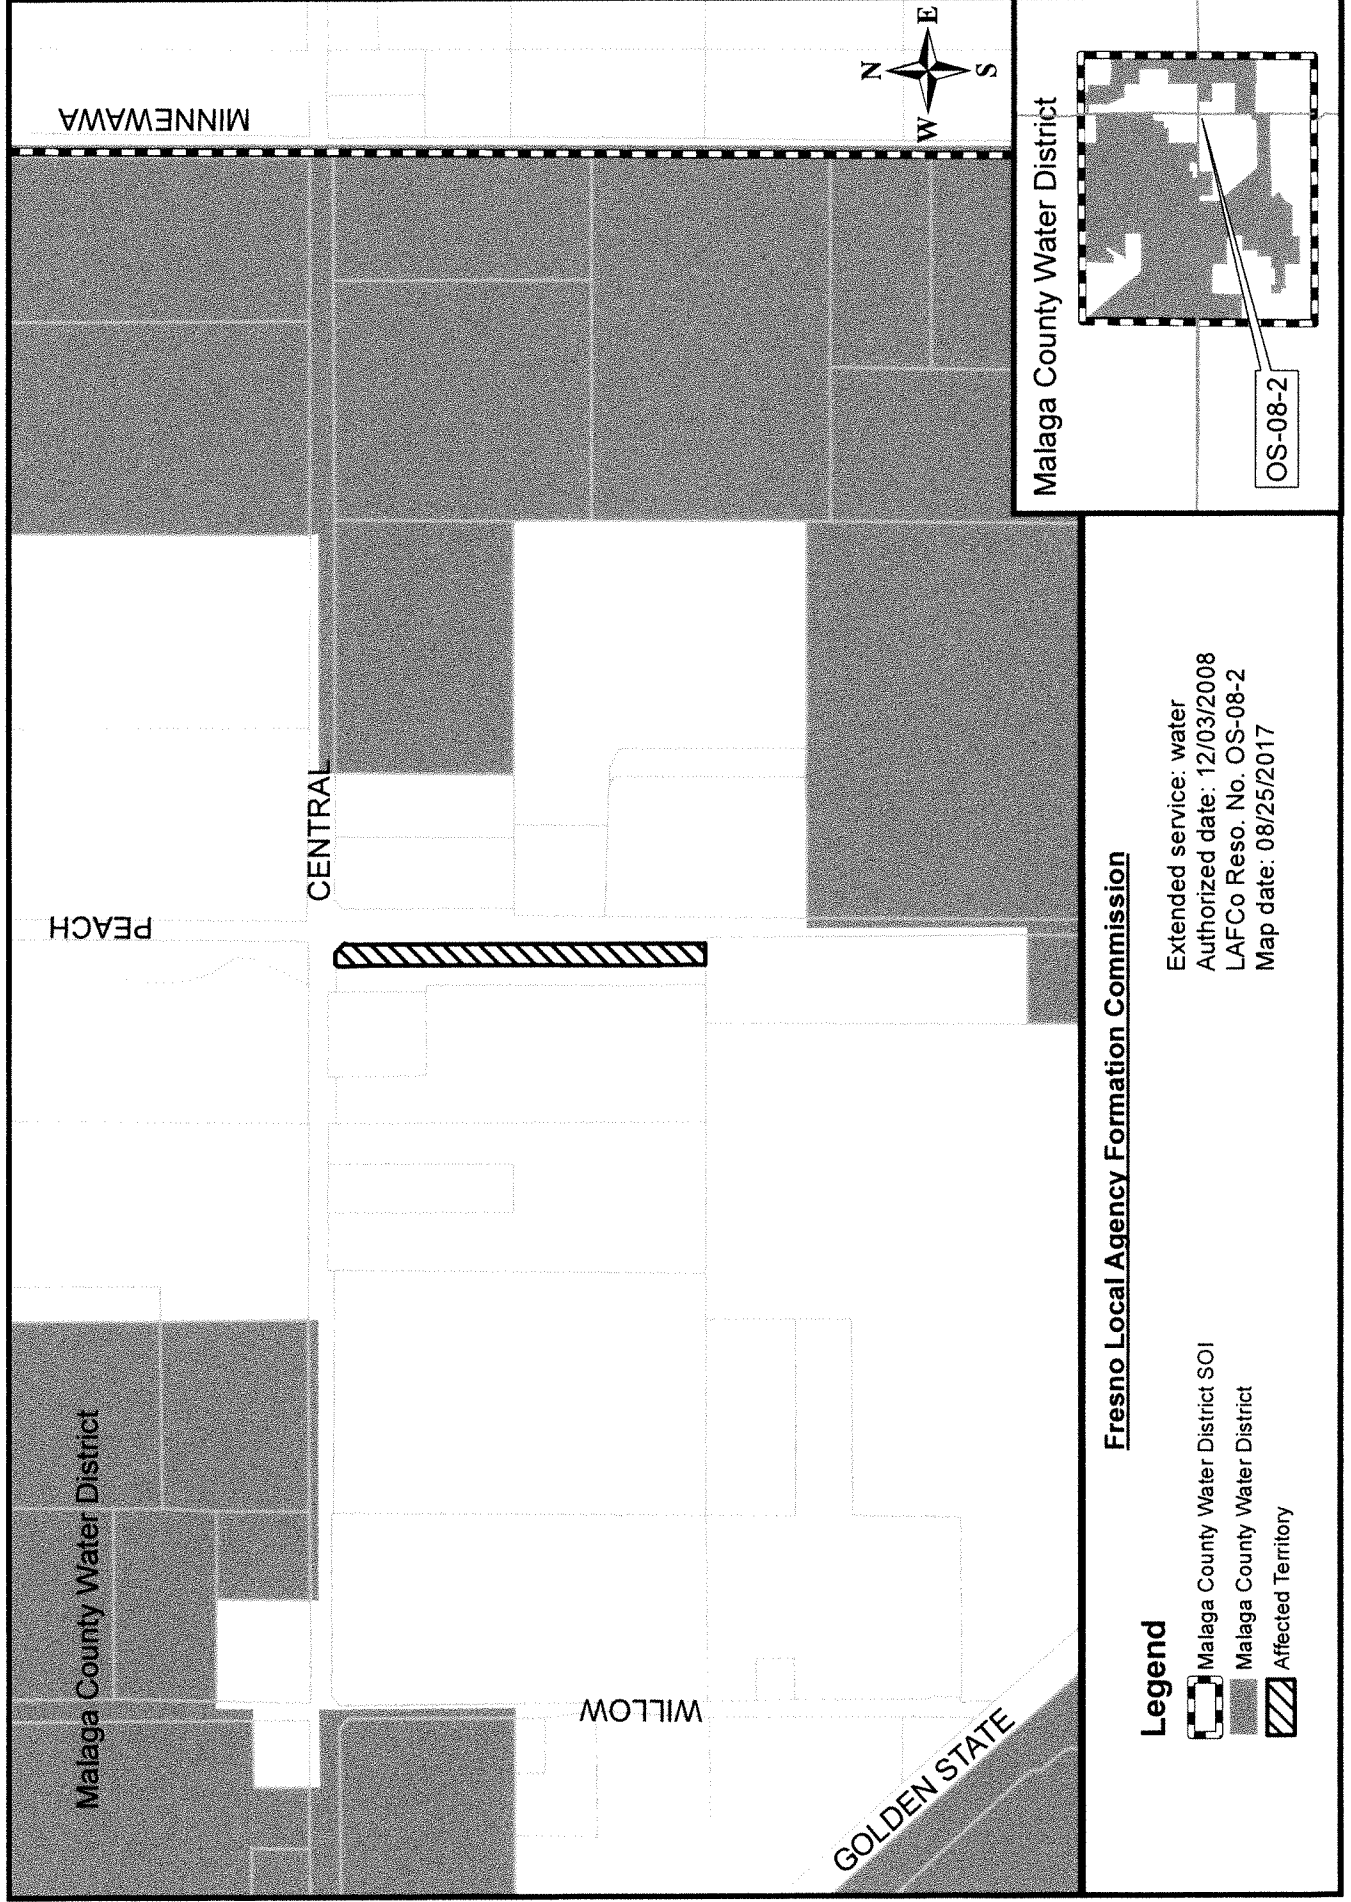 Malaga County Water District
MINNEWAWA
PEACH
CENTRAL
WILLOW
GOLDEN STATE
N
W
E
S
Malaga County Water District
OS-08-2
Fresno Local Agency Formation Commission
Legend
Malaga County Water District SOI
Malaga County Water District
Affected Territory
Extended service: water
Authorized date: 12/03/2008
LAFCo Reso. No. OS-08-2
Map date: 08/25/2017